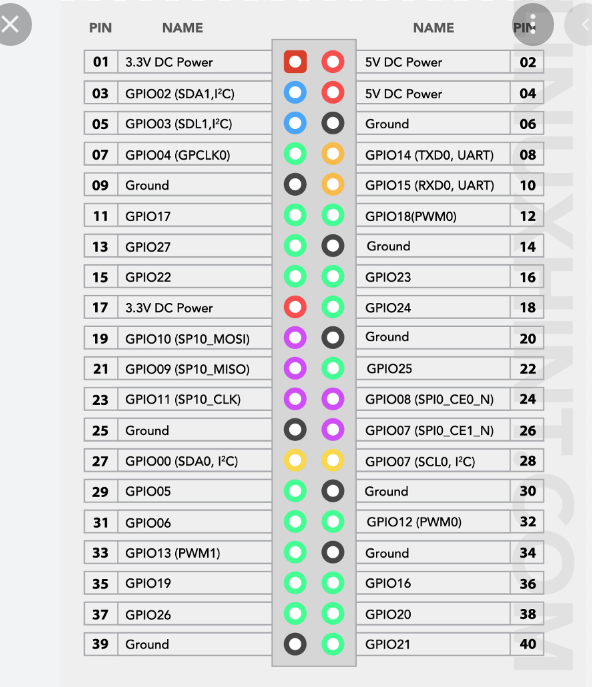 PIN NAME NAME PIN
01 3.3V DC Power 5V DC Power 02
03 GPIO02 (SDA1,I²C) 5V DC Power 04
05 GPIO03 (SDL1,I²C) Ground 06
07 GPIO04 (GPCLK0) GPIO14 (TXD0, UART) 08
09 Ground GPIO15 (RXD0, UART) 10
11 GPIO17 GPIO18(PWM0) 12
13 GPIO27 Ground 14
15 GPIO22 GPIO23 16
17 3.3V DC Power GPIO24 18
19 GPIO10 (SP10_MOSI) Ground 20
21 GPIO09 (SP10_MISO) GPIO25 22
23 GPIO11 (SP10_CLK) GPIO08 (SPI0_CE0_N) 24
25 Ground GPIO07 (SPI0_CE1_N) 26
27 GPIO00 (SDA0, I²C) GPIO07 (SCL0, I²C) 28
29 GPIO05 Ground 30
31 GPIO06 GPIO12 (PWM0) 32
33 GPIO13 (PWM1) Ground 34
35 GPIO19 GPIO16 36
37 GPIO26 GPIO20 38
39 Ground GPIO21 40
LINUXHINT.COM